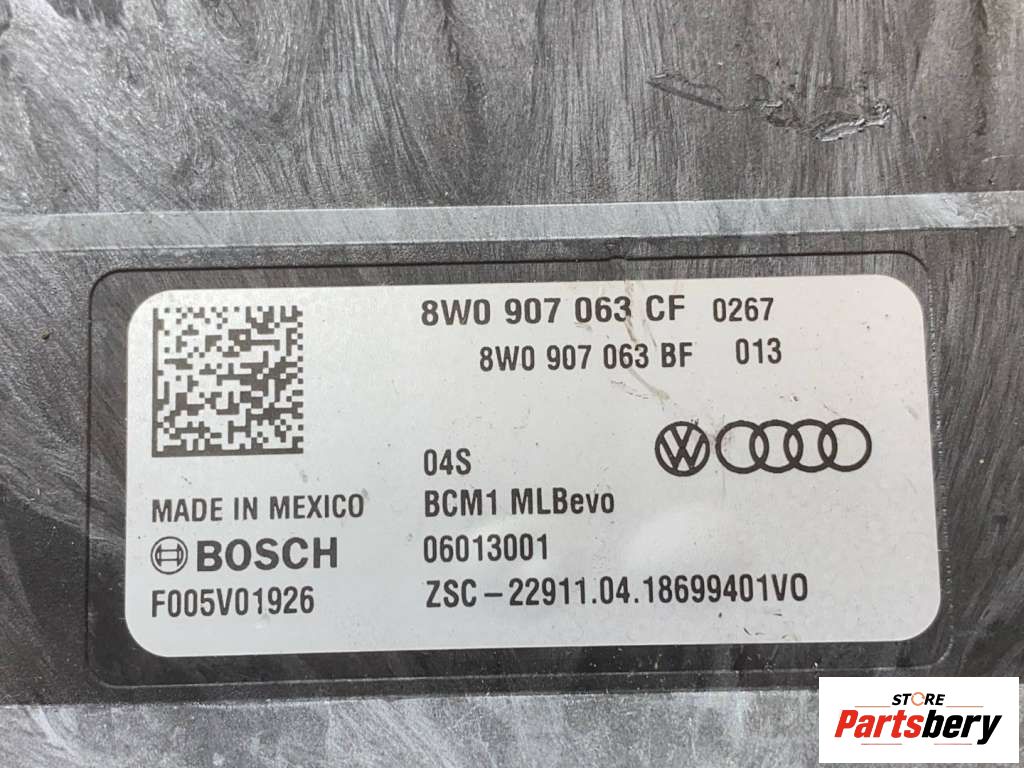 8W0 907 063 CF 0267
8W0 907 063 BF 013
04S
MADE IN MEXICO
BCM1 MLBevo
BOSCH
06013001
F005V01926
ZSC-22911.04.18699401VO
STORE
Partsbery